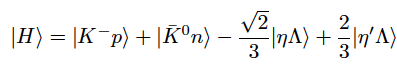 |H⟩ = |K⁻p⟩ + |K̄⁰n⟩ − √2/3 |ηΛ⟩ + 2/3 |η′Λ⟩